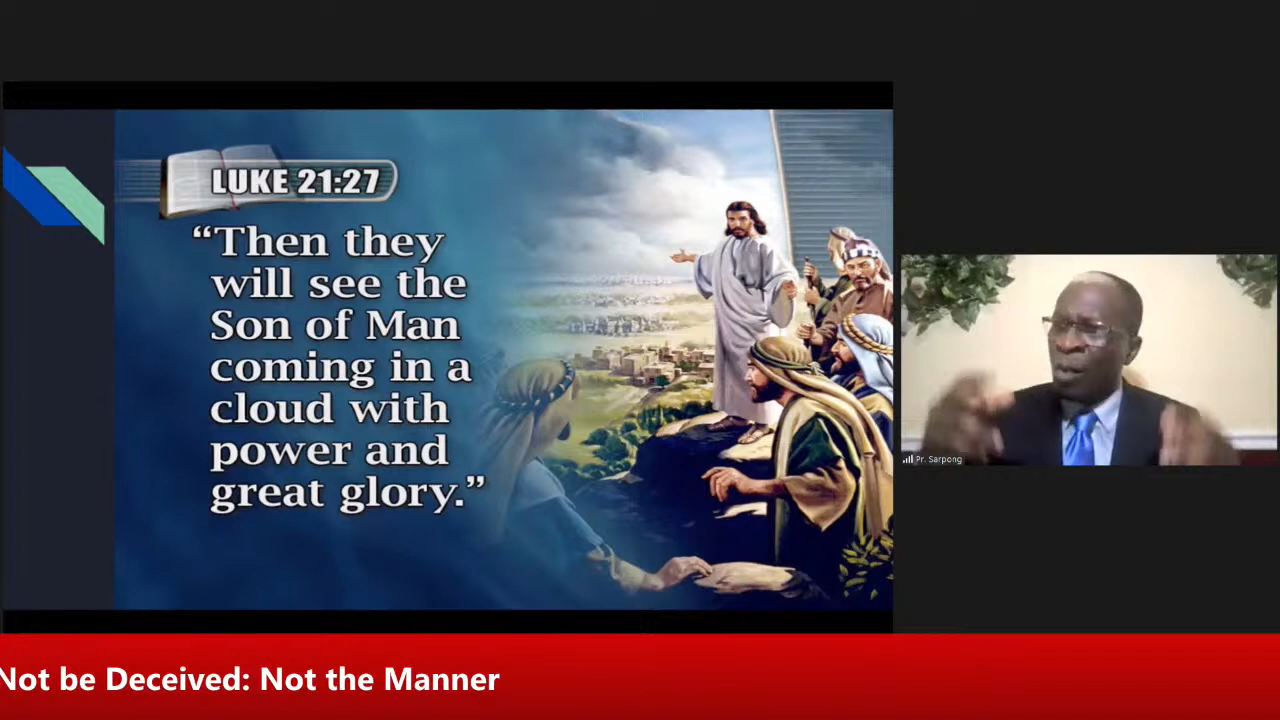 LUKE 21:27
“Then they
will see the
Son of Man
coming in a
cloud with
power and
great glory.”
Pr. Sarpong
Not be Deceived: Not the Manner